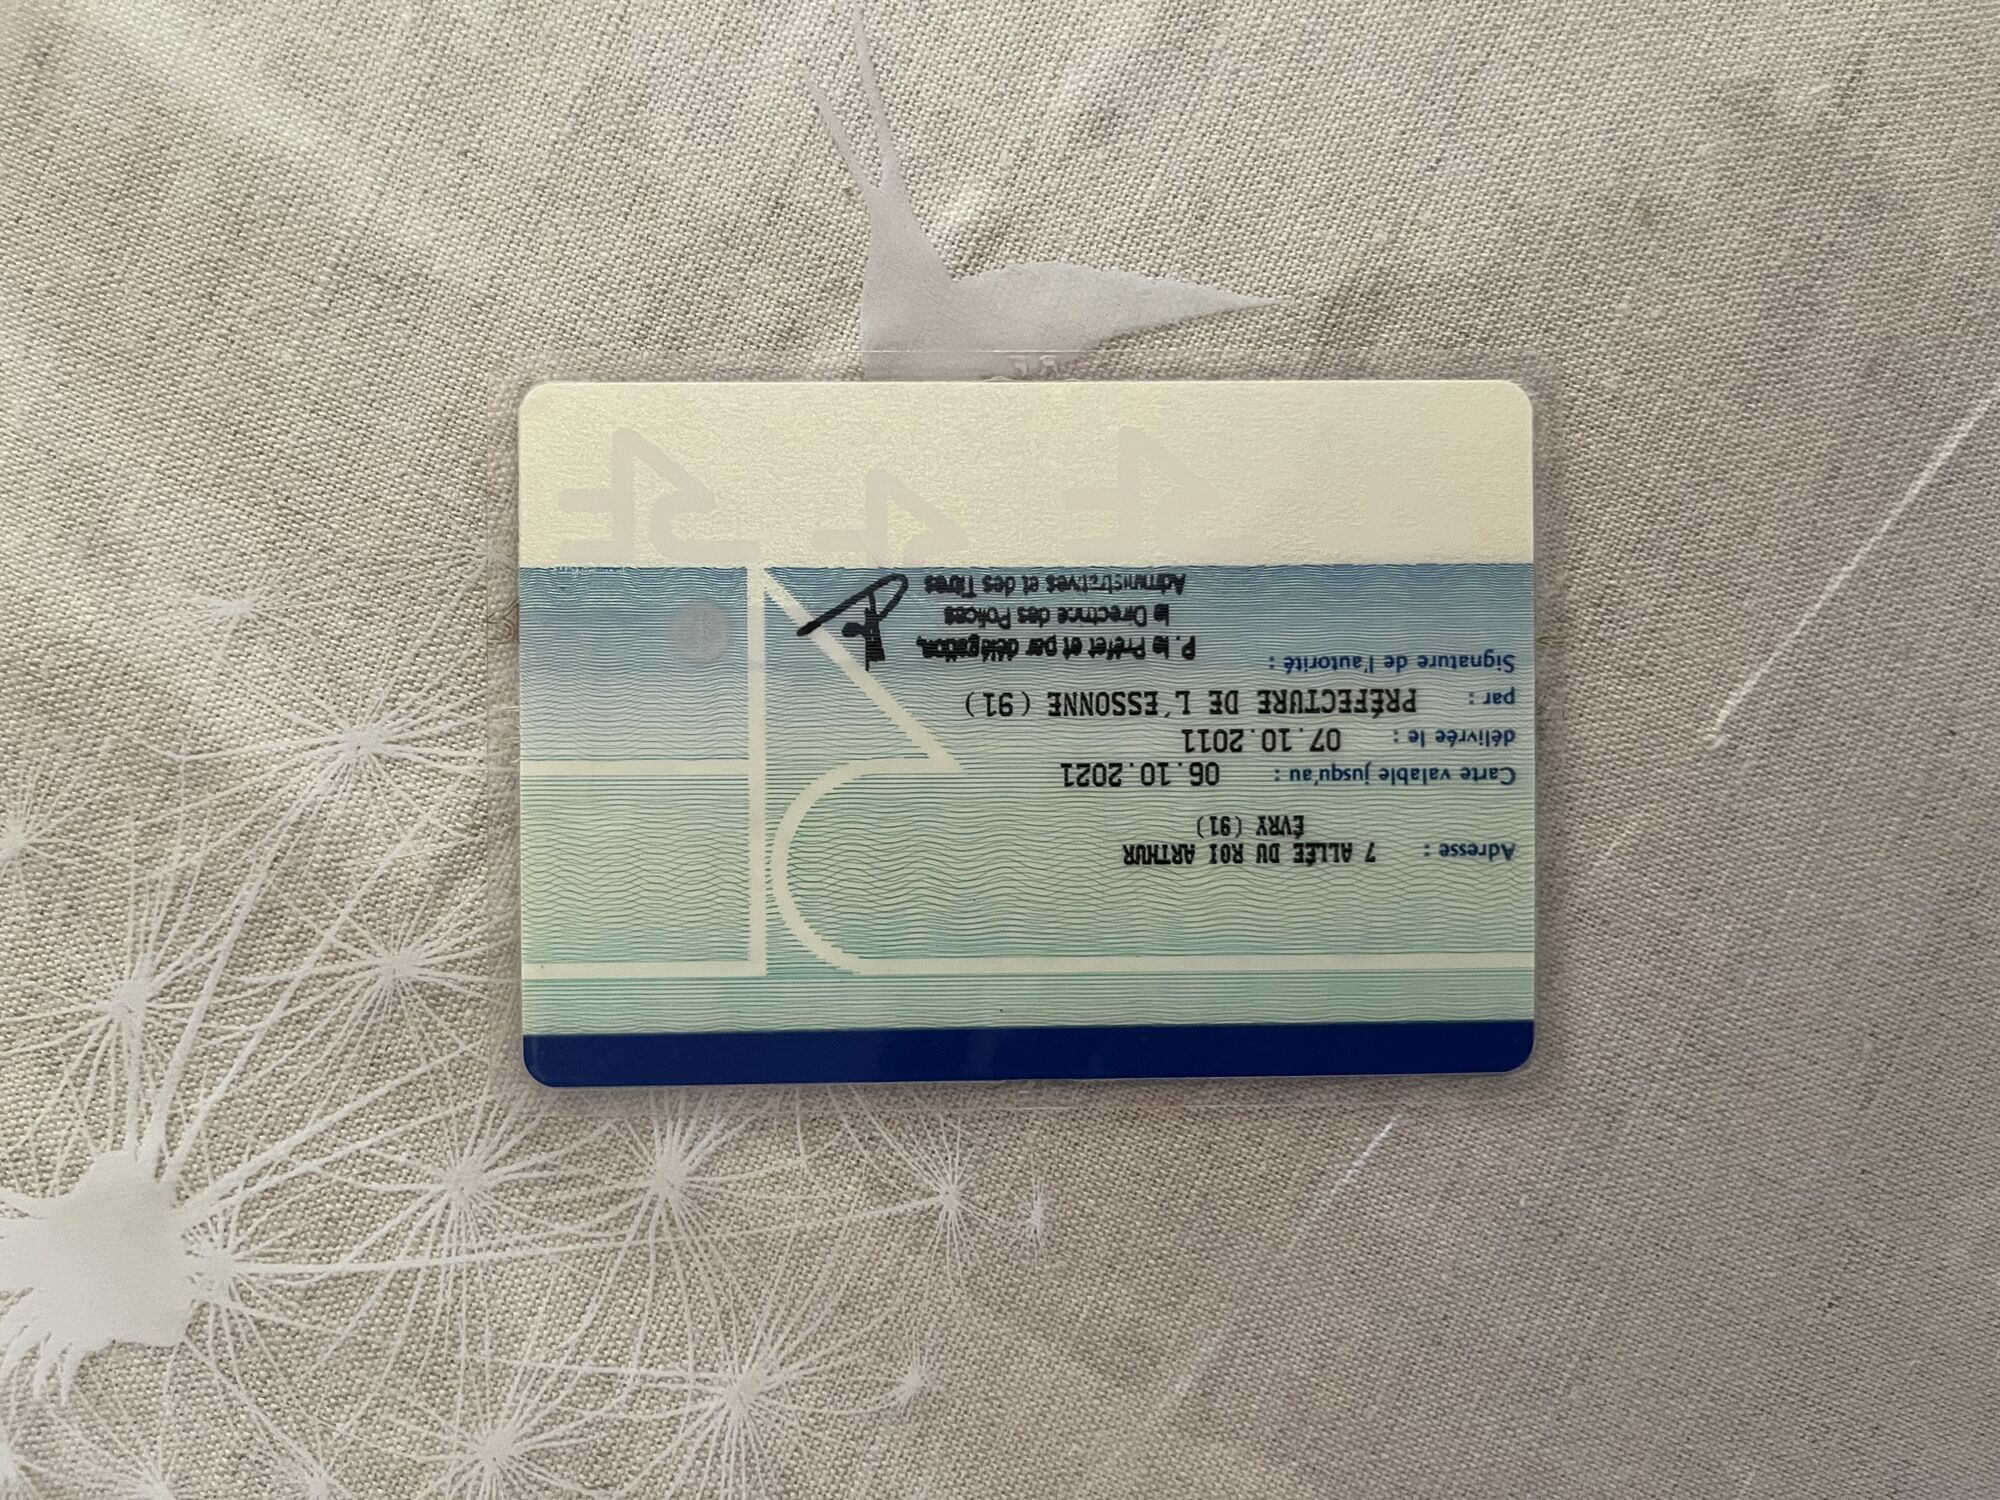 Adresse : 7 ALLÉE DU ROI ARTHUR
ÉVRY (91)
Carte valable jusqu'au : 06.10.2021
délivrée le : 07.10.2011
par : PRÉFECTURE DE L'ESSONNE (91)
Signature de l'autorité :
P. le Préfet et par délégation,
la Directrice des Polices
Administratives et des Titres